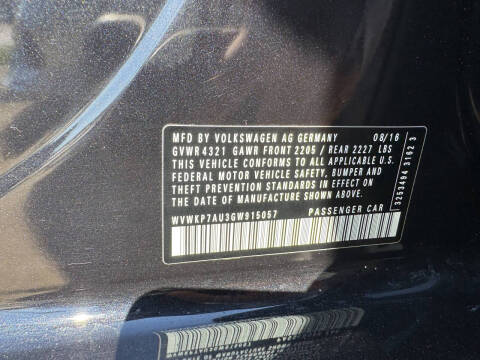 MFD BY VOLKSWAGEN AG GERMANY 08/16
GVWR 4321 GAWR FRONT 2205 / REAR 2227 LBS
THIS VEHICLE CONFORMS TO ALL APPLICABLE U.S.
FEDERAL MOTOR VEHICLE SAFETY, BUMPER AND
THEFT PREVENTION STANDARDS IN EFFECT ON
THE DATE OF MANUFACTURE SHOWN ABOVE.
WVWKP7AU3GW915057 PASSENGER CAR
3253494 3162 3